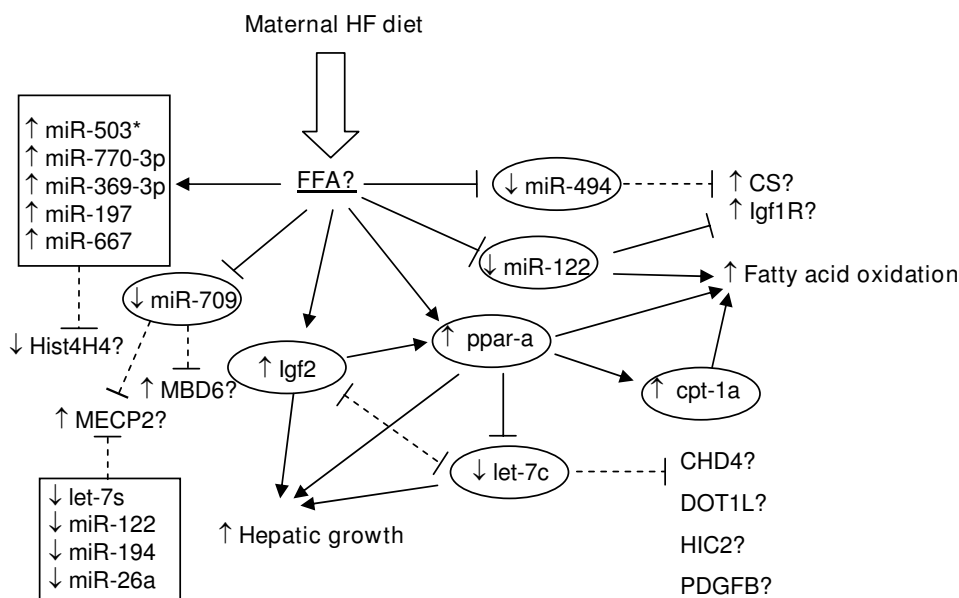 Maternal HF diet
↑ miR-503*
↑ miR-770-3p
↑ miR-369-3p
↑ miR-197
↑ miR-667
FFA?
↓ miR-494
↑ CS?
↑ Igf1R?
↓ miR-122
↑ Fatty acid oxidation
↓ miR-709
↓ Hist4H4?
↑ ppar-a
↑ Igf2
↑ MBD6?
↑ cpt-1a
↑ MECP2?
↓ let-7c
CHD4?
DOT1L?
HIC2?
PDGFB?
↓ let-7s
↓ miR-122
↓ miR-194
↓ miR-26a
↑ Hepatic growth